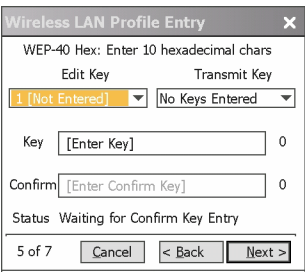 Wireless LAN Profile Entry
WEP-40 Hex: Enter 10 hexadecimal chars
Edit Key Transmit Key
1 [Not Entered] No Keys Entered
Key [Enter Key] 0
Confirm [Enter Confirm Key] 0
Status Waiting for Confirm Key Entry
5 of 7 Cancel < Back Next >